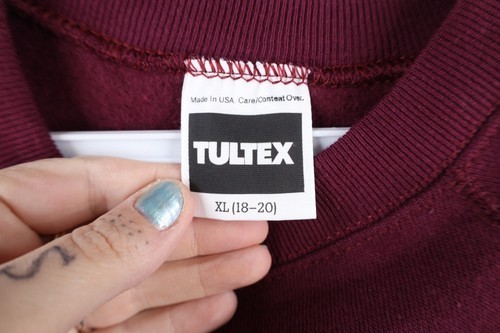 Made In USA Care/Content Over.
TULTEX
XL (18-20)